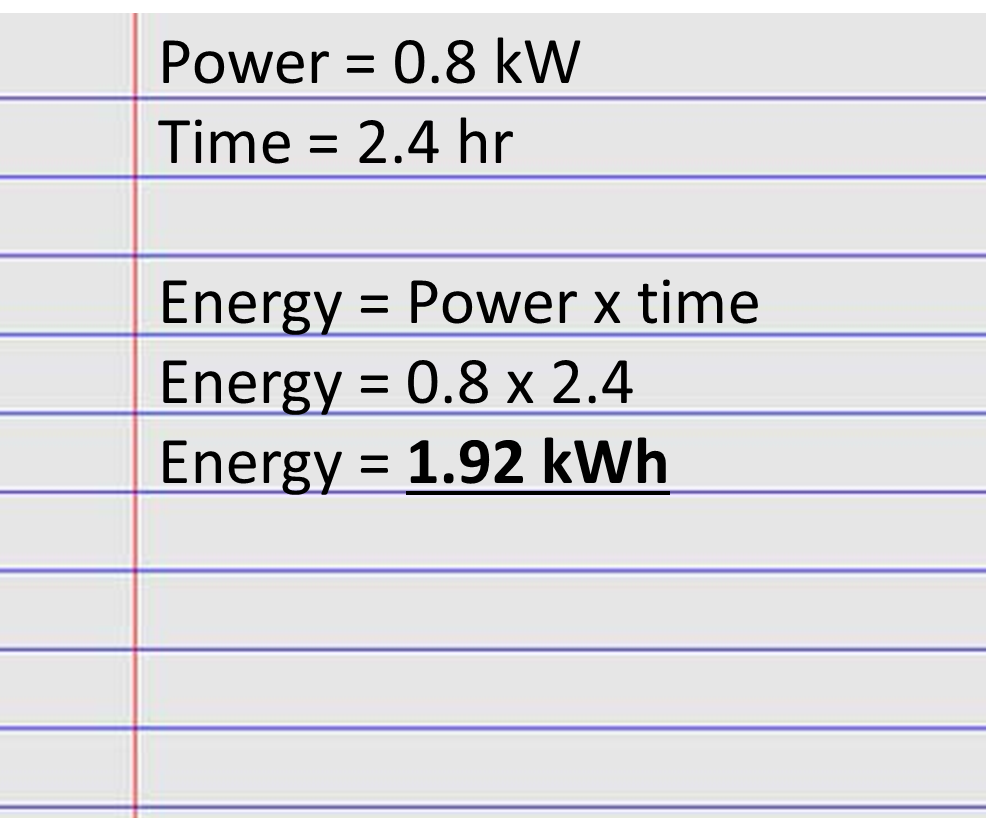 Power = 0.8 kW
Time = 2.4 hr
Energy = Power x time
Energy = 0.8 x 2.4
Energy = 1.92 kWh